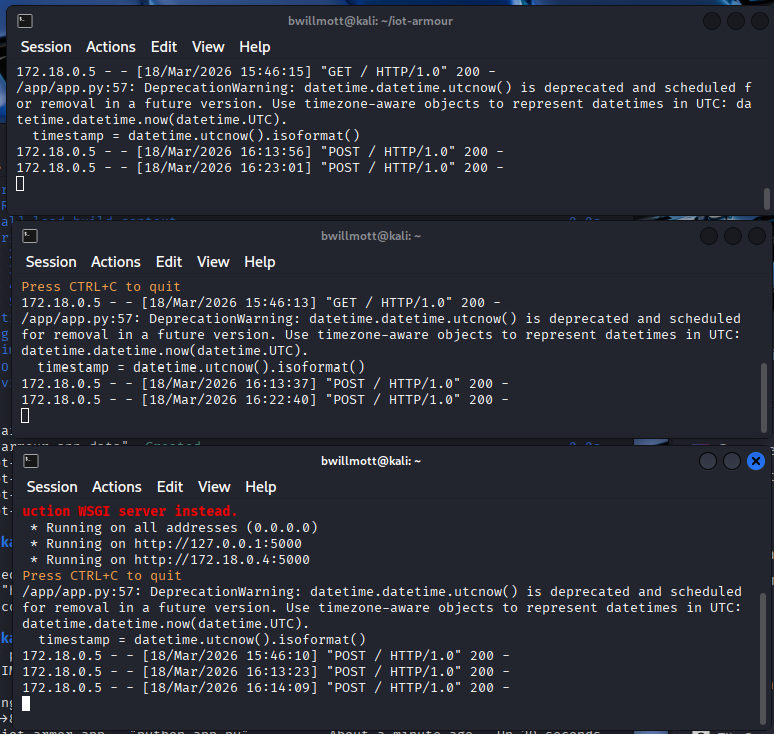 bwillmott@kali: ~/iot-armour
Session Actions Edit View Help
172.18.0.5 - - [18/Mar/2026 15:46:15] "GET / HTTP/1.0" 200 -
/app/app.py:57: DeprecationWarning: datetime.datetime.utcnow() is deprecated and scheduled f
or removal in a future version. Use timezone-aware objects to represent datetimes in UTC: da
tetime.datetime.now(datetime.UTC).
timestamp = datetime.utcnow().isoformat()
172.18.0.5 - - [18/Mar/2026 16:13:56] "POST / HTTP/1.0" 200 -
172.18.0.5 - - [18/Mar/2026 16:23:01] "POST / HTTP/1.0" 200 -
bwillmott@kali: ~
Session Actions Edit View Help
Press CTRL+C to quit
172.18.0.5 - - [18/Mar/2026 15:46:13] "GET / HTTP/1.0" 200 -
/app/app.py:57: DeprecationWarning: datetime.datetime.utcnow() is deprecated and scheduled
for removal in a future version. Use timezone-aware objects to represent datetimes in UTC:
datetime.datetime.now(datetime.UTC).
timestamp = datetime.utcnow().isoformat()
172.18.0.5 - - [18/Mar/2026 16:13:37] "POST / HTTP/1.0" 200 -
172.18.0.5 - - [18/Mar/2026 16:22:40] "POST / HTTP/1.0" 200 -
bwillmott@kali: ~
Session Actions Edit View Help
uction WSGI server instead.
* Running on all addresses (0.0.0.0)
* Running on http://127.0.0.1:5000
* Running on http://172.18.0.4:5000
Press CTRL+C to quit
/app/app.py:57: DeprecationWarning: datetime.datetime.utcnow() is deprecated and scheduled
for removal in a future version. Use timezone-aware objects to represent datetimes in UTC:
datetime.datetime.now(datetime.UTC).
timestamp = datetime.utcnow().isoformat()
172.18.0.5 - - [18/Mar/2026 15:46:10] "POST / HTTP/1.0" 200 -
172.18.0.5 - - [18/Mar/2026 16:13:23] "POST / HTTP/1.0" 200 -
172.18.0.5 - - [18/Mar/2026 16:14:09] "POST / HTTP/1.0" 200 -